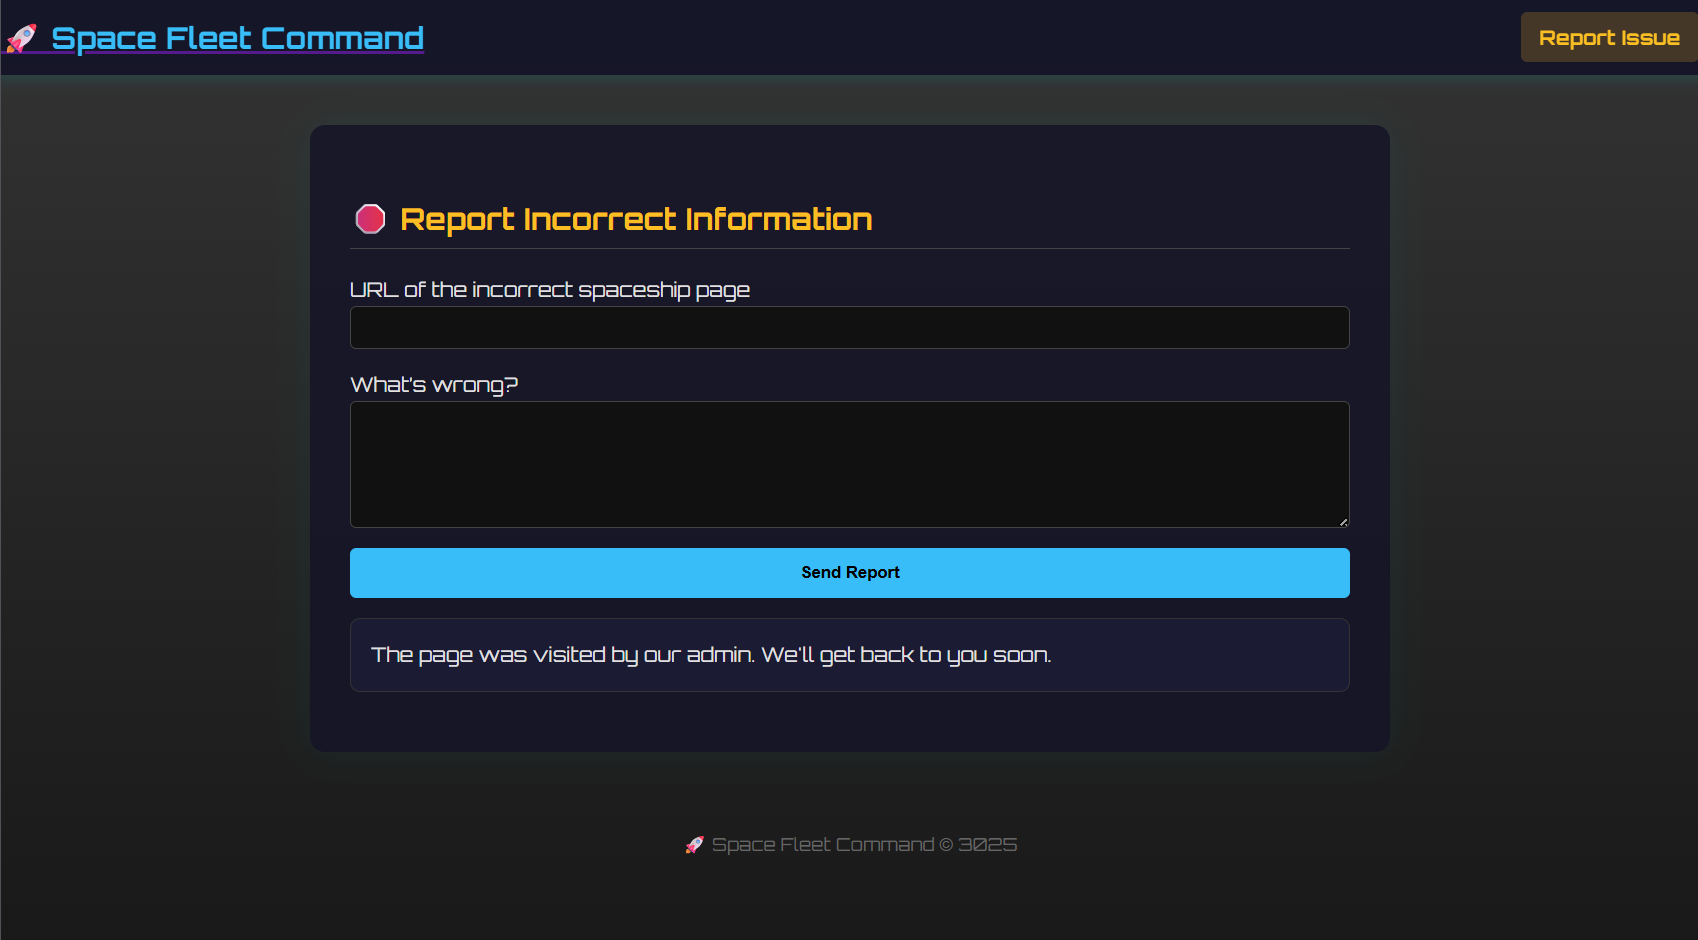 🚀 Space Fleet Command
Report Issue
🛑 Report Incorrect Information
URL of the incorrect spaceship page
What's wrong?
Send Report
The page was visited by our admin. We'll get back to you soon.
🚀 Space Fleet Command © 3025